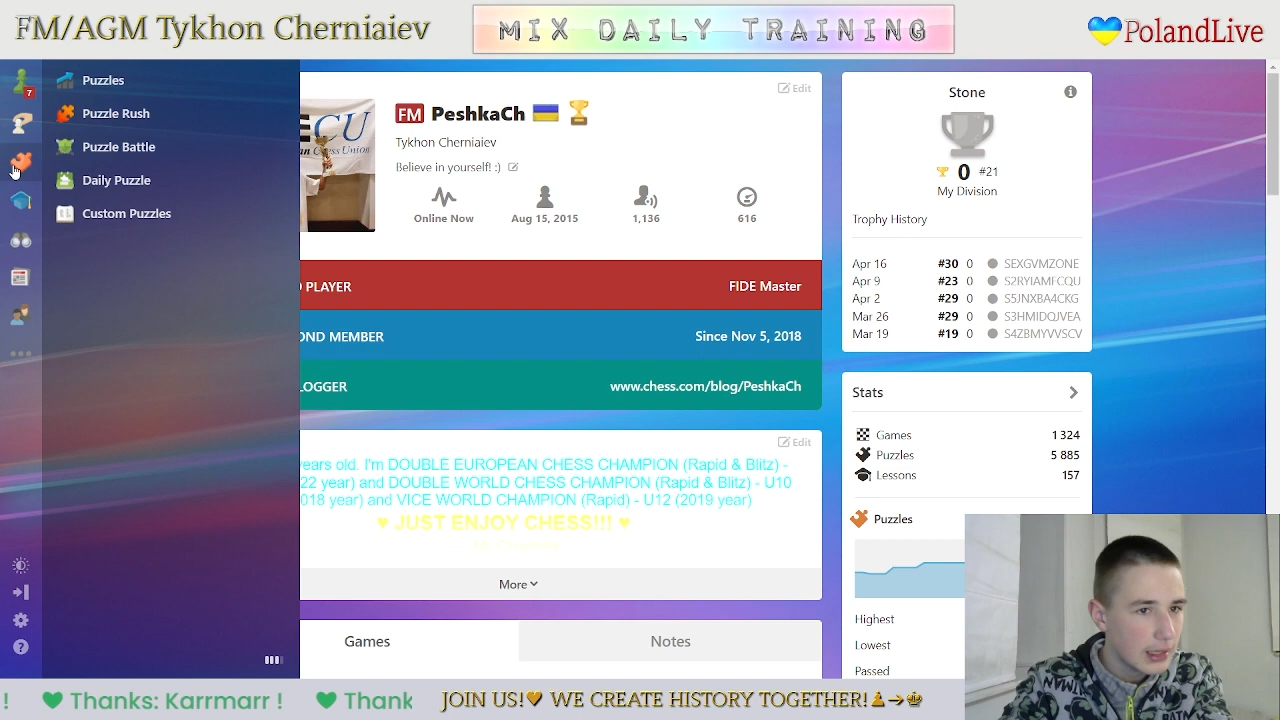 FM/AGM Tykhon Cherniaiev
MIX DAILY TRAINING
PolandLive
7
Puzzles
Puzzle Rush
Puzzle Battle
Daily Puzzle
Custom Puzzles
ECU
an Chess Union
Edit
FM PeshkaCh
Tykhon Cherniaiev
Believe in yourself! :)
Online Now
Aug 15, 2015
1,136
616
PLAYER
FIDE Master
OND MEMBER
Since Nov 5, 2018
LOGGER
www.chess.com/blog/PeshkaCh
Edit
years old. I'm DOUBLE EUROPEAN CHESS CHAMPION (Rapid & Blitz) -
22 year) and DOUBLE WORLD CHESS CHAMPION (Rapid & Blitz) - U10
018 year) and VICE WORLD CHAMPION (Rapid) - U12 (2019 year)
♥ JUST ENJOY CHESS!!! ♥
More
Games
Notes
Stone
0 #21
My Division
Trophy History
Apr 16 #30 0 SEXGVMZONE
Apr 9 #23 0 S2RYIAMFCQU
Apr 2 #29 0 S5JNXBA4CKG
Mar 26 #29 0 S3HMIDQJVEA
Mar 19 #19 0 S4ZBMYVVSCV
Stats
Games 1 324
Puzzles 5 885
Lessons 157
Puzzles
Highest
Lowest
Passed
! 💚 Thanks: Karrmarr ! 💚 Thank
JOIN US!🧡 WE CREATE HISTORY TOGETHER!♟→♚